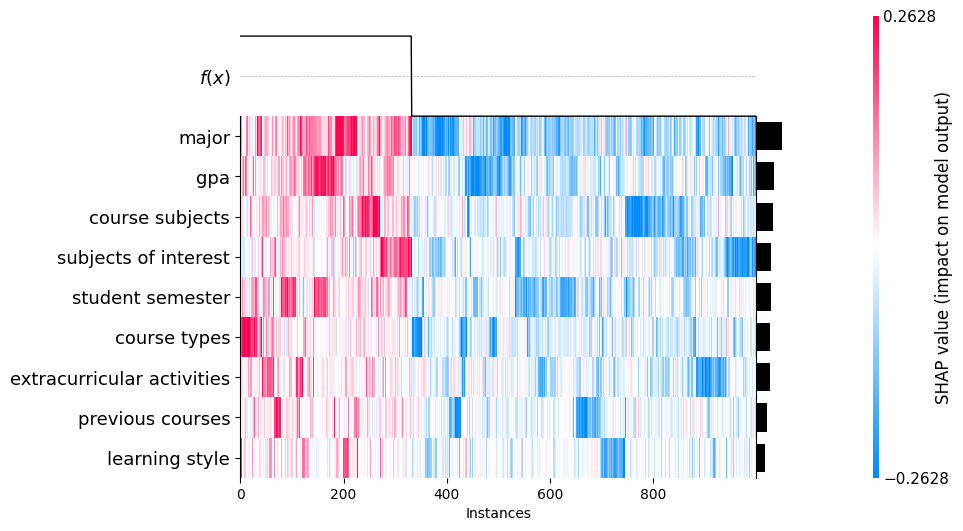 f(x)
major
gpa
course subjects
subjects of interest
student semester
course types
extracurricular activities
previous courses
learning style
0 200 400 600 800
Instances
0.2628
SHAP value (impact on model output)
−0.2628